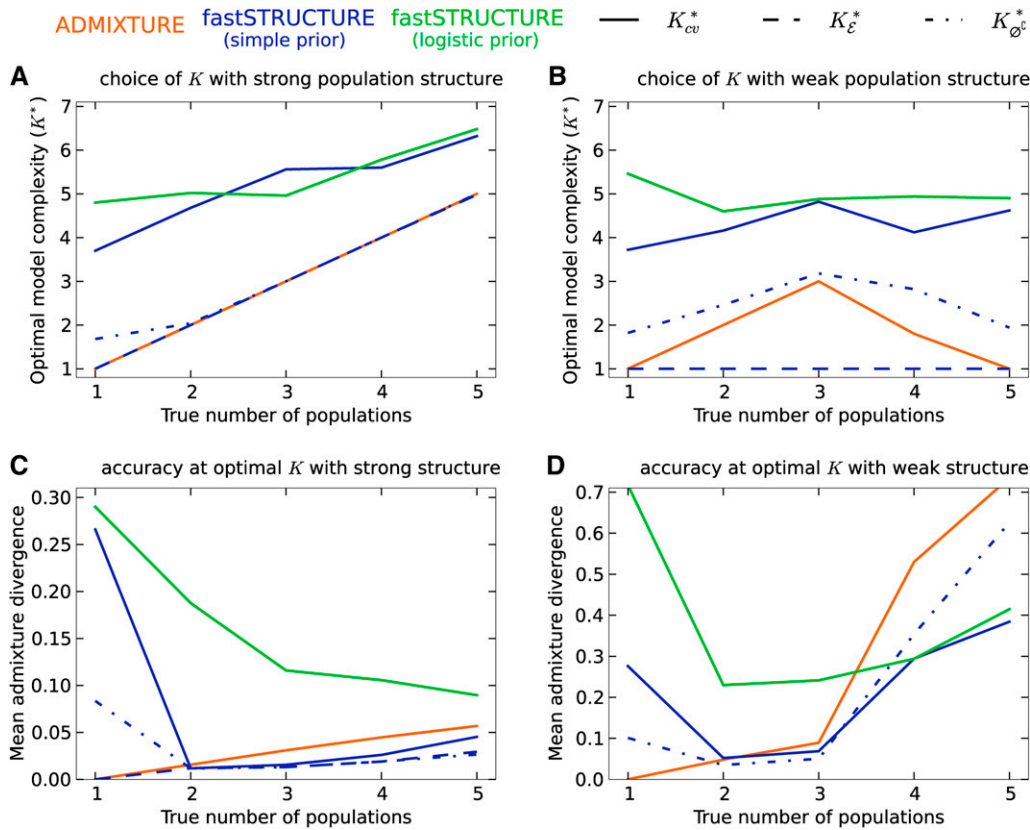 ADMIXTURE fastSTRUCTURE fastSTRUCTURE K*cv K*ℰ K*∅∁
(simple prior) (logistic prior)
A choice of K with strong population structure
Optimal model complexity (K*)
7
6
5
4
3
2
1
1 2 3 4 5
True number of populations
B choice of K with weak population structure
Optimal model complexity (K*)
7
6
5
4
3
2
1
1 2 3 4 5
True number of populations
C accuracy at optimal K with strong structure
Mean admixture divergence
0.30
0.25
0.20
0.15
0.10
0.05
0.00
1 2 3 4 5
True number of populations
D accuracy at optimal K with weak structure
Mean admixture divergence
0.7
0.6
0.5
0.4
0.3
0.2
0.1
0.0
1 2 3 4 5
True number of populations